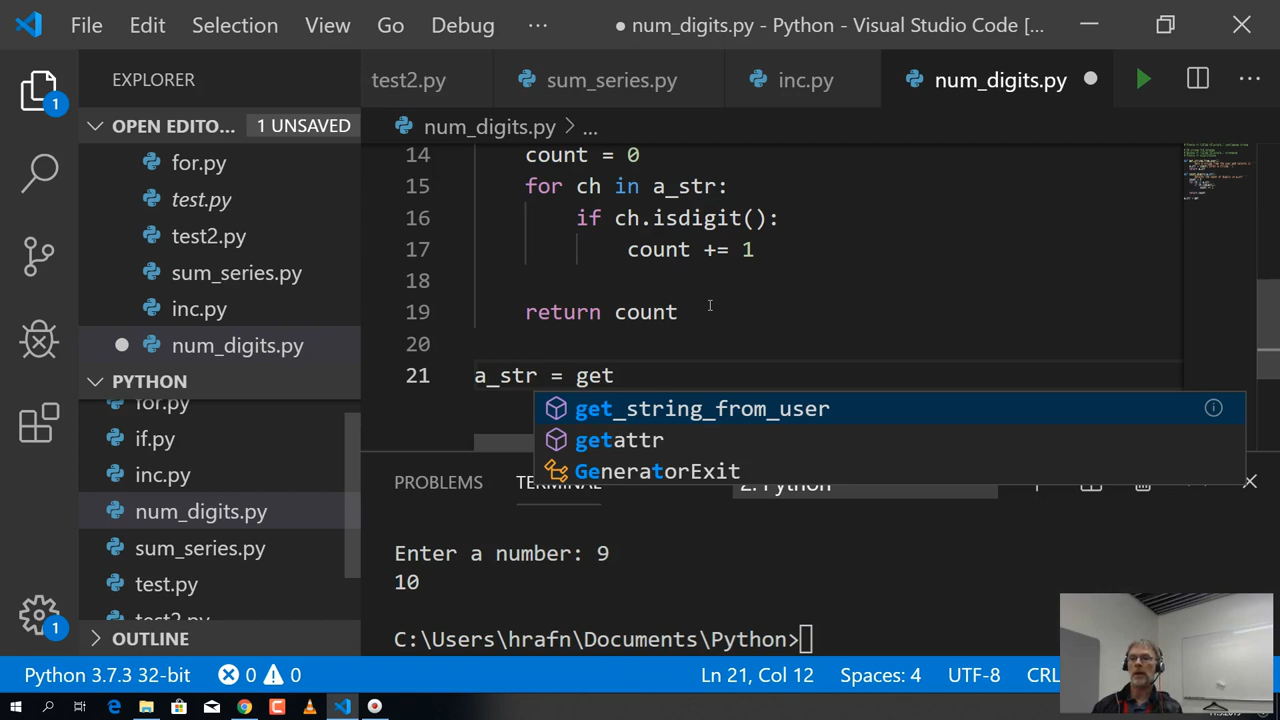 File Edit Selection View Go Debug ··· ● num_digits.py - Python - Visual Studio Code [...
EXPLORER
test2.py sum_series.py inc.py num_digits.py
OPEN EDITO... 1 UNSAVED
num_digits.py > ...
for.py
test.py
test2.py
sum_series.py
inc.py
num_digits.py
14 count = 0
15 for ch in a_str:
16 if ch.isdigit():
17 count += 1
18
19 return count
20
21 a_str = get
get_string_from_user
getattr
GeneratorExit
PYTHON
for.py
if.py
inc.py
num_digits.py
sum_series.py
test.py
test2.py
OUTLINE
PROBLEMS TERMINAL 2: Python
Enter a number: 9
10
C:\Users\hrafn\Documents\Python>
1
1
Python 3.7.3 32-bit 0 0 Ln 21, Col 12 Spaces: 4 UTF-8 CRL